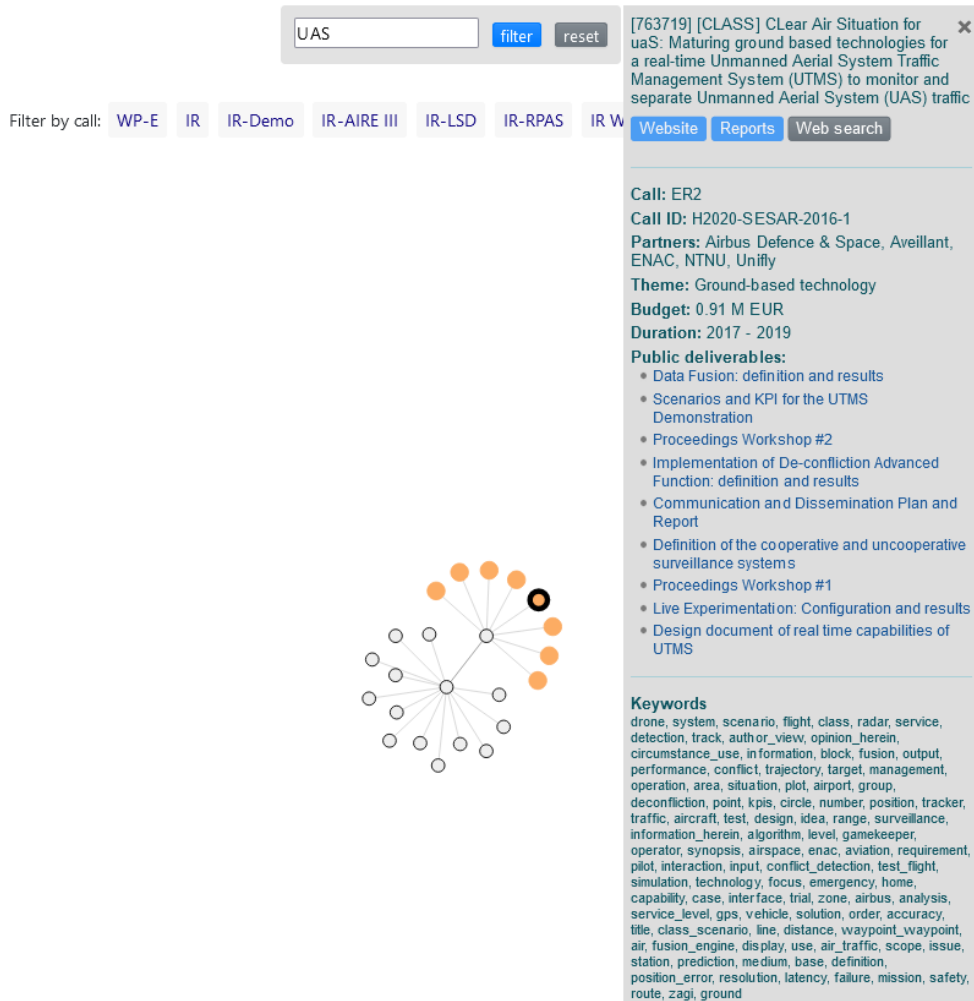 UAS
filter
reset
Filter by call:
WP-E
IR
IR-Demo
IR-AIRE III
IR-LSD
IR-RPAS
IR W
[763719] [CLASS] CLear Air Situation for
uaS: Maturing ground based technologies for
a real-time Unmanned Aerial System Traffic
Management System (UTMS) to monitor and
separate Unmanned Aerial System (UAS) traffic
Website
Reports
Web search
Call: ER2
Call ID: H2020-SESAR-2016-1
Partners: Airbus Defence & Space, Aveillant,
ENAC, NTNU, Unifly
Theme: Ground-based technology
Budget: 0.91 M EUR
Duration: 2017 - 2019
Public deliverables:
Data Fusion: definition and results
Scenarios and KPI for the UTMS
Demonstration
Proceedings Workshop #2
Implementation of De-confliction Advanced
Function: definition and results
Communication and Dissemination Plan and
Report
Definition of the cooperative and uncooperative
surveillance systems
Proceedings Workshop #1
Live Experimentation: Configuration and results
Design document of real time capabilities of
UTMS
Keywords
drone, system, scenario, flight, class, radar, service,
detection, track, author_view, opinion_herein,
circumstance_use, information, block, fusion, output,
performance, conflict, trajectory, target, management,
operation, area, situation, plot, airport, group,
deconfliction, point, kpis, circle, number, position, tracker,
traffic, aircraft, test, design, idea, range, surveillance,
information_herein, algorithm, level, gamekeeper,
operator, synopsis, airspace, enac, aviation, requirement,
pilot, interaction, input, conflict_detection, test_flight,
simulation, technology, focus, emergency, home,
capability, case, interface, trial, zone, airbus, analysis,
service_level, gps, vehicle, solution, order, accuracy,
title, class_scenario, line, distance, waypoint_waypoint,
air, fusion_engine, display, use, air_traffic, scope, issue,
station, prediction, medium, base, definition,
position_error, resolution, latency, failure, mission, safety,
route, zagi, ground